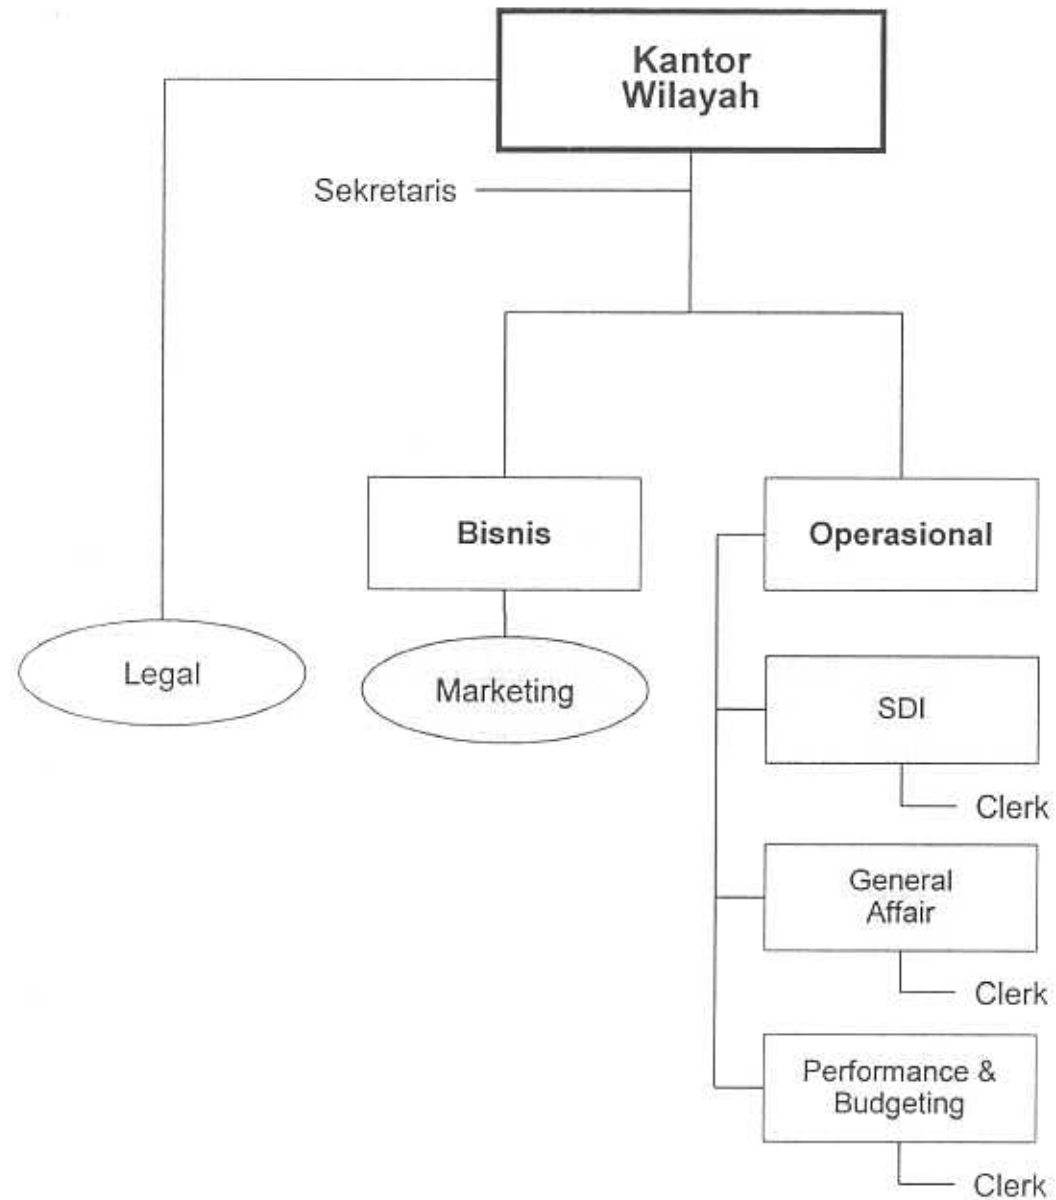 Kantor
Wilayah
Sekretaris
Bisnis
Operasional
Legal
Marketing
SDI
Clerk
General
Affair
Clerk
Performance &
Budgeting
Clerk